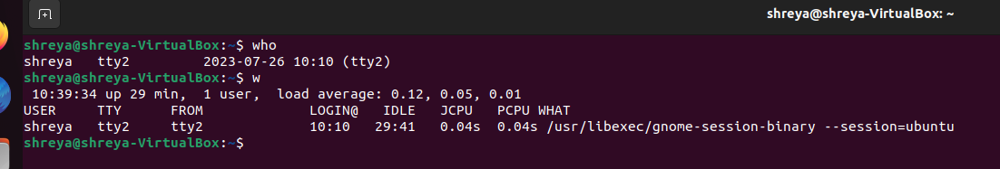 shreya@shreya-VirtualBox: ~
shreya@shreya-VirtualBox:~$ who
shreya   tty2         2023-07-26 10:10 (tty2)
shreya@shreya-VirtualBox:~$ w
 10:39:34 up 29 min,  1 user,  load average: 0.12, 0.05, 0.01
USER     TTY      FROM             LOGIN@   IDLE   JCPU   PCPU WHAT
shreya   tty2     tty2             10:10   29:41   0.04s  0.04s /usr/libexec/gnome-session-binary --session=ubuntu
shreya@shreya-VirtualBox:~$